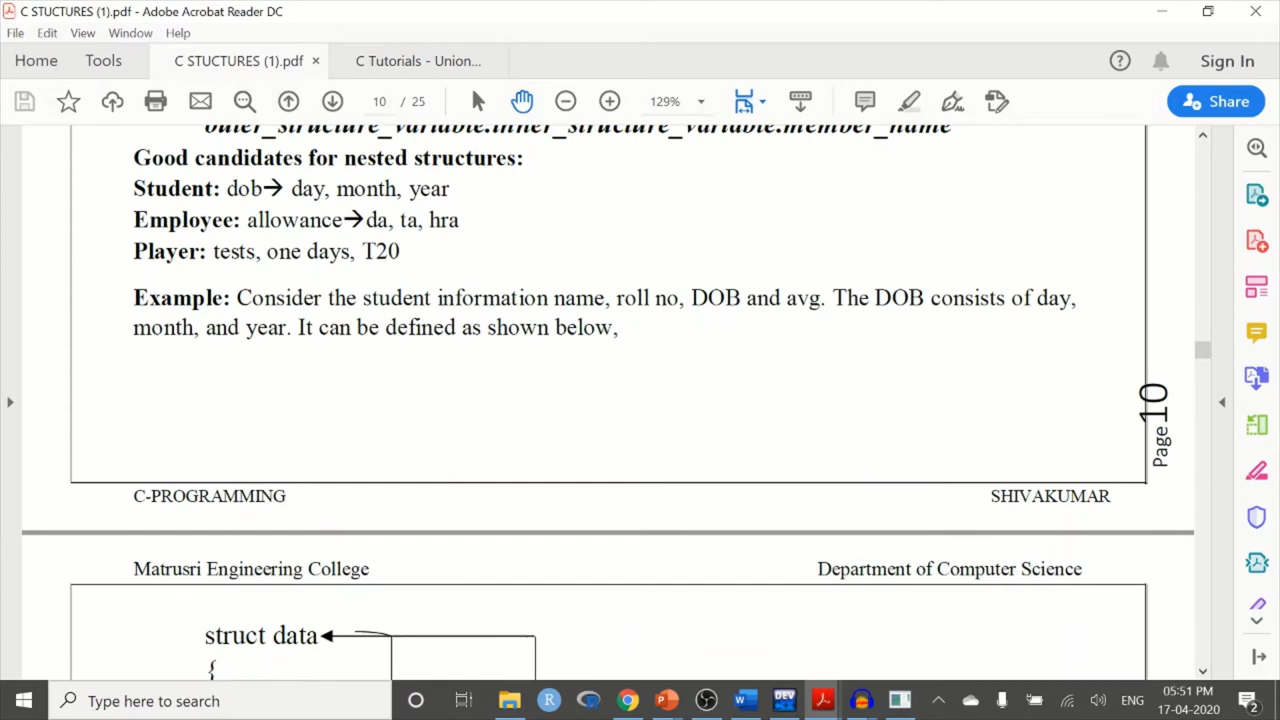 C STUCTURES (1).pdf - Adobe Acrobat Reader DC
File Edit View Window Help
Home Tools C STUCTURES (1).pdf × C Tutorials - Union... Sign In
10 / 25 129% Share
outer_structure_variable.inner_structure_variable.member_name
Good candidates for nested structures:
Student: dob→ day, month, year
Employee: allowance→da, ta, hra
Player: tests, one days, T20
Example: Consider the student information name, roll no, DOB and avg. The DOB consists of day,
month, and year. It can be defined as shown below,
Page 10
C-PROGRAMMING SHIVAKUMAR
Matrusri Engineering College Department of Computer Science
struct data
{
Type here to search
ENG
05:51 PM
17-04-2020
2